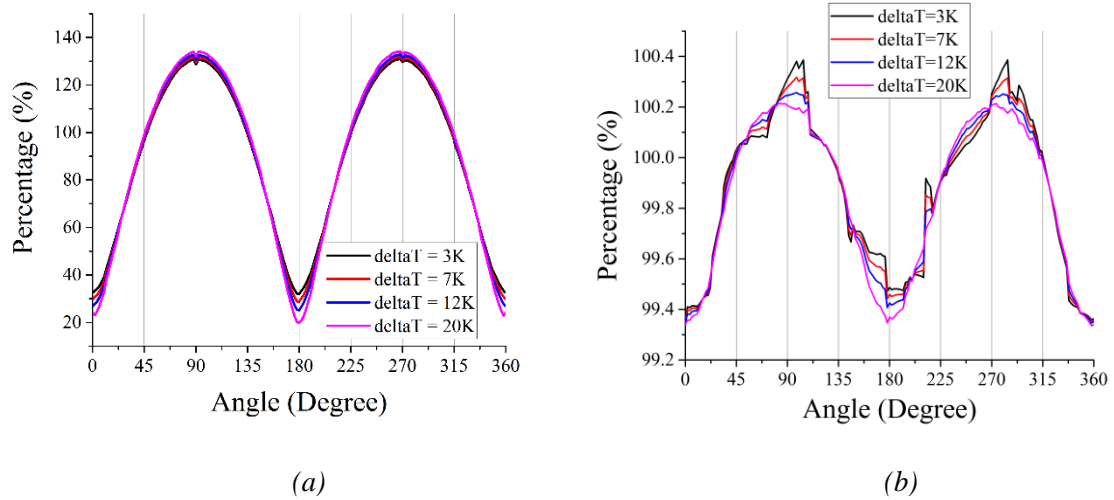 140
120
100
80
60
40
20
Percentage (%)
deltaT = 3K
deltaT = 7K
deltaT = 12K
deltaT = 20K
0 45 90 135 180 225 270 315 360
Angle (Degree)
(a)
deltaT=3K
deltaT=7K
deltaT=12K
deltaT=20K
100.4
100.2
100.0
99.8
99.6
99.4
99.2
Percentage (%)
0 45 90 135 180 225 270 315 360
Angle (Degree)
(b)